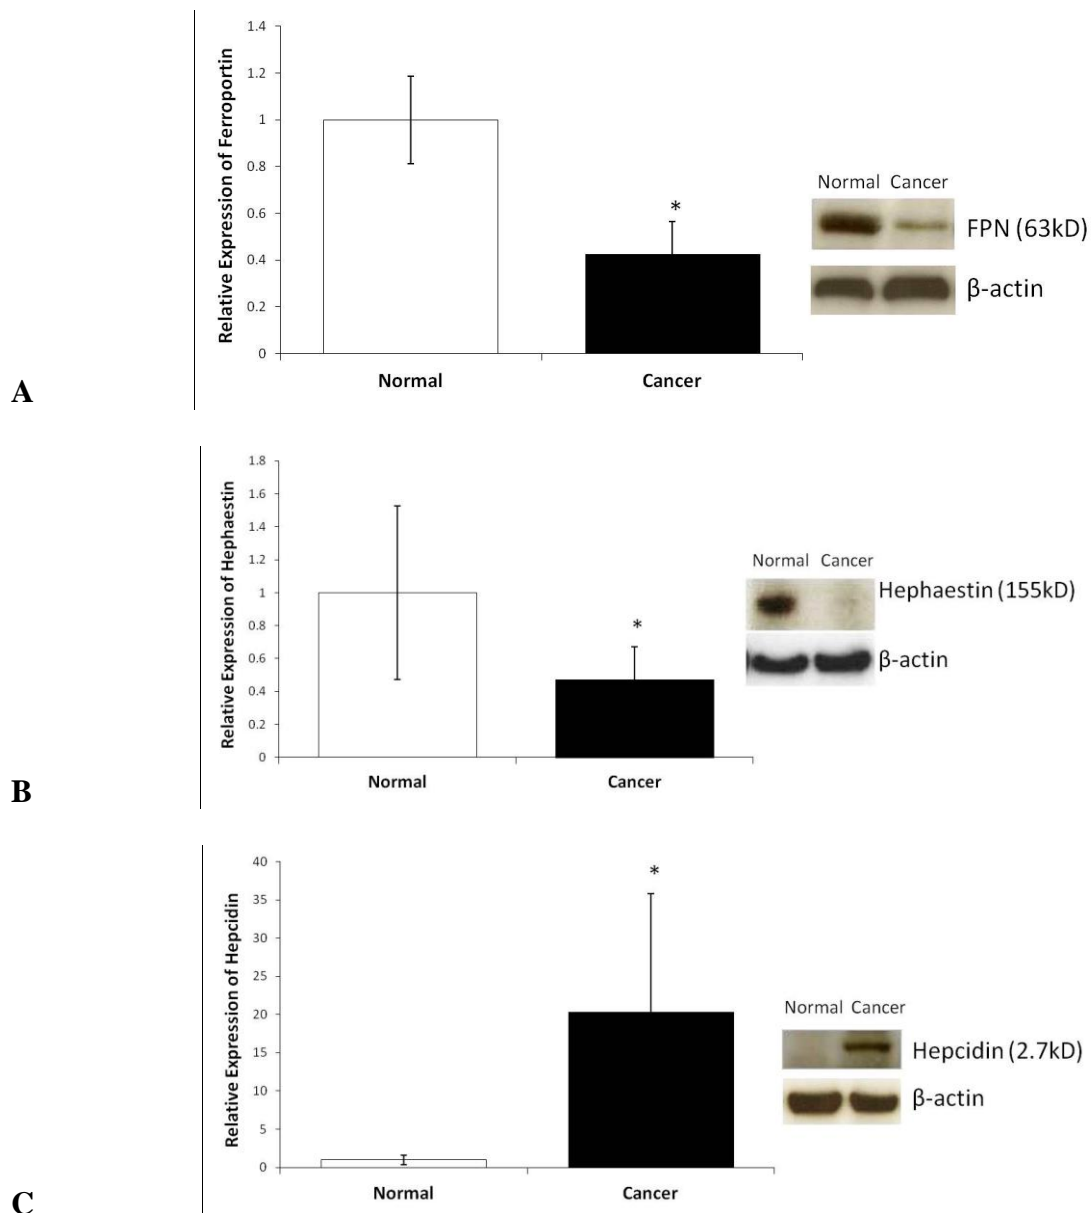 1.4
1.2
1
0.8
0.6
0.4
0.2
0
Relative Expression of Ferroportin
*
Normal
Cancer
Normal Cancer
FPN (63kD)
β-actin
A
1.8
1.6
1.4
1.2
1
0.8
0.6
0.4
0.2
0
Relative Expression of Hephaestin
*
Normal
Cancer
Normal Cancer
Hephaestin (155kD)
β-actin
B
40
35
30
25
20
15
10
5
0
Relative Expression of Hepcidin
*
Normal
Cancer
Normal Cancer
Hepcidin (2.7kD)
β-actin
C